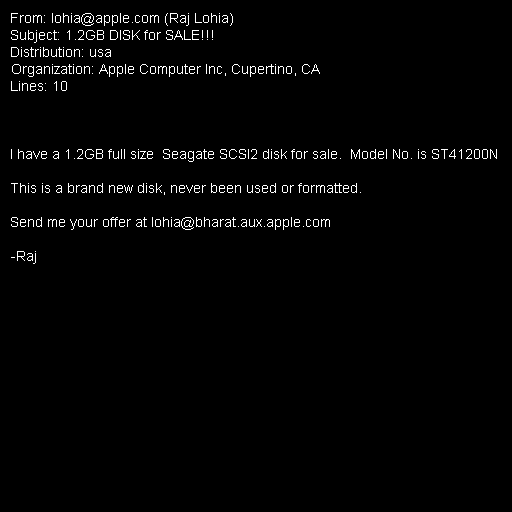 From: lohia@apple.com (Raj Lohia)
Subject: 1.2GB DISK for SALE!!!
Distribution: usa
Organization: Apple Computer Inc, Cupertino, CA
Lines: 10
I have a 1.2GB full size  Seagate SCSI2 disk for sale.  Model No. is ST41200N
This is a brand new disk, never been used or formatted.
Send me your offer at lohia@bharat.aux.apple.com
-Raj